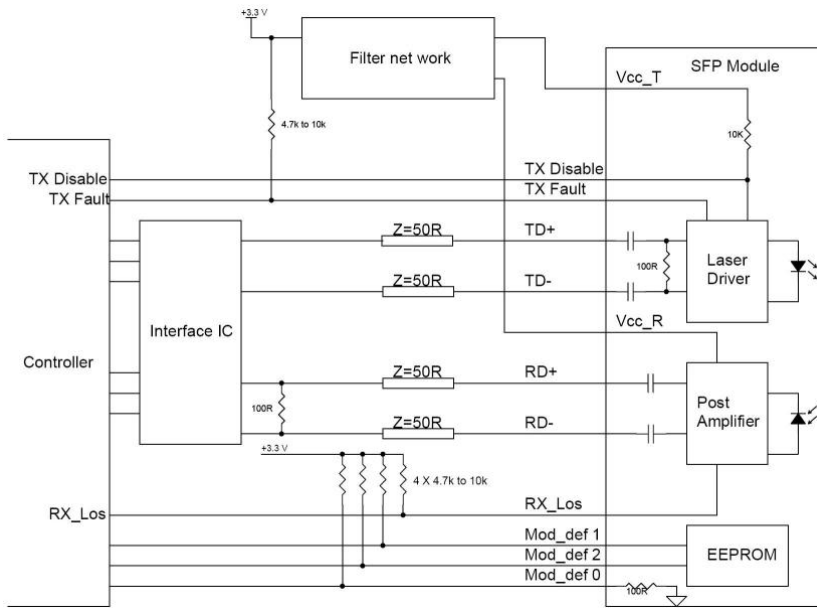 +3.3 V
Filter net work
SFP Module
Vcc_T
4.7k to 10k
10K
TX Disable
TX Disable
TX Fault
TX Fault
Z=50R
TD+
100R
Laser
Driver
Z=50R
TD-
Interface IC
Vcc_R
Controller
Z=50R
RD+
100R
Post
Amplifier
Z=50R
RD-
+3.3 V
4 X 4.7k to 10k
RX_Los
RX_Los
Mod_def 1
EEPROM
Mod_def 2
Mod_def 0
100R